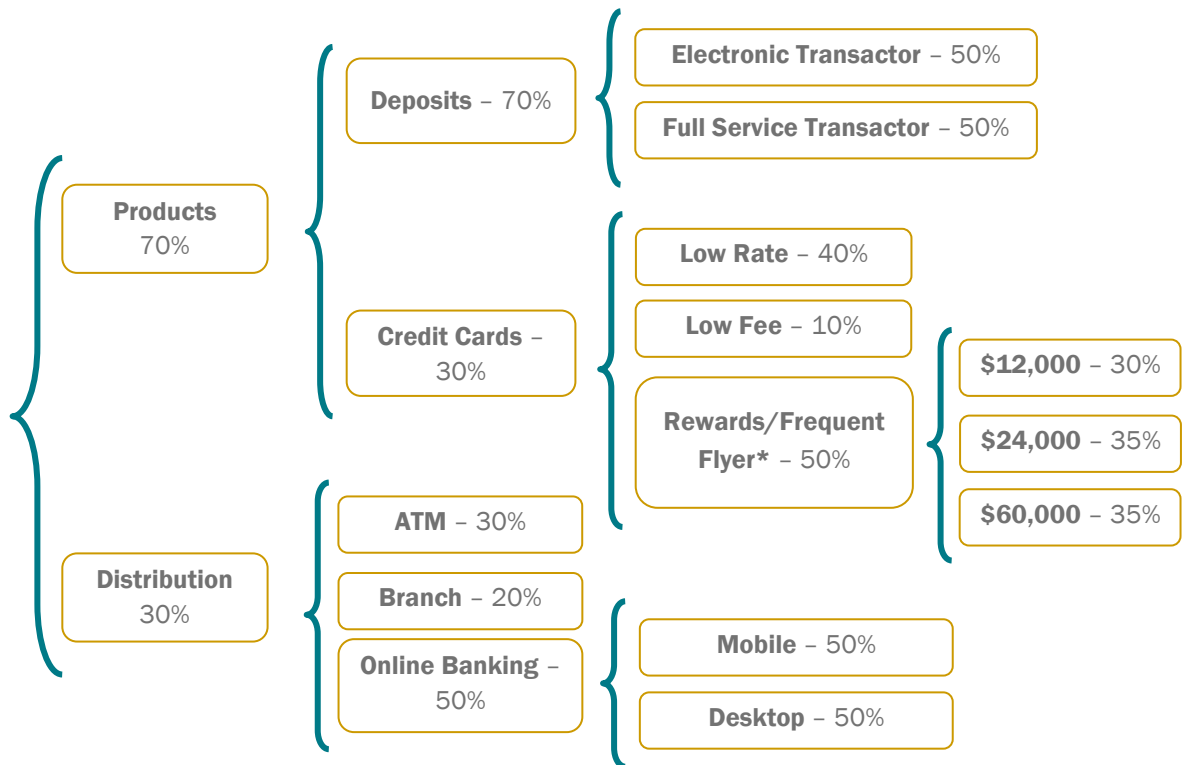 Electronic Transactor – 50%
Deposits – 70%
Full Service Transactor – 50%
Products
70%
Low Rate – 40%
Credit Cards –
30%
Low Fee – 10%
$12,000 – 30%
Rewards/Frequent
Flyer* – 50%
$24,000 – 35%
$60,000 – 35%
ATM – 30%
Distribution
30%
Branch – 20%
Online Banking –
50%
Mobile – 50%
Desktop – 50%